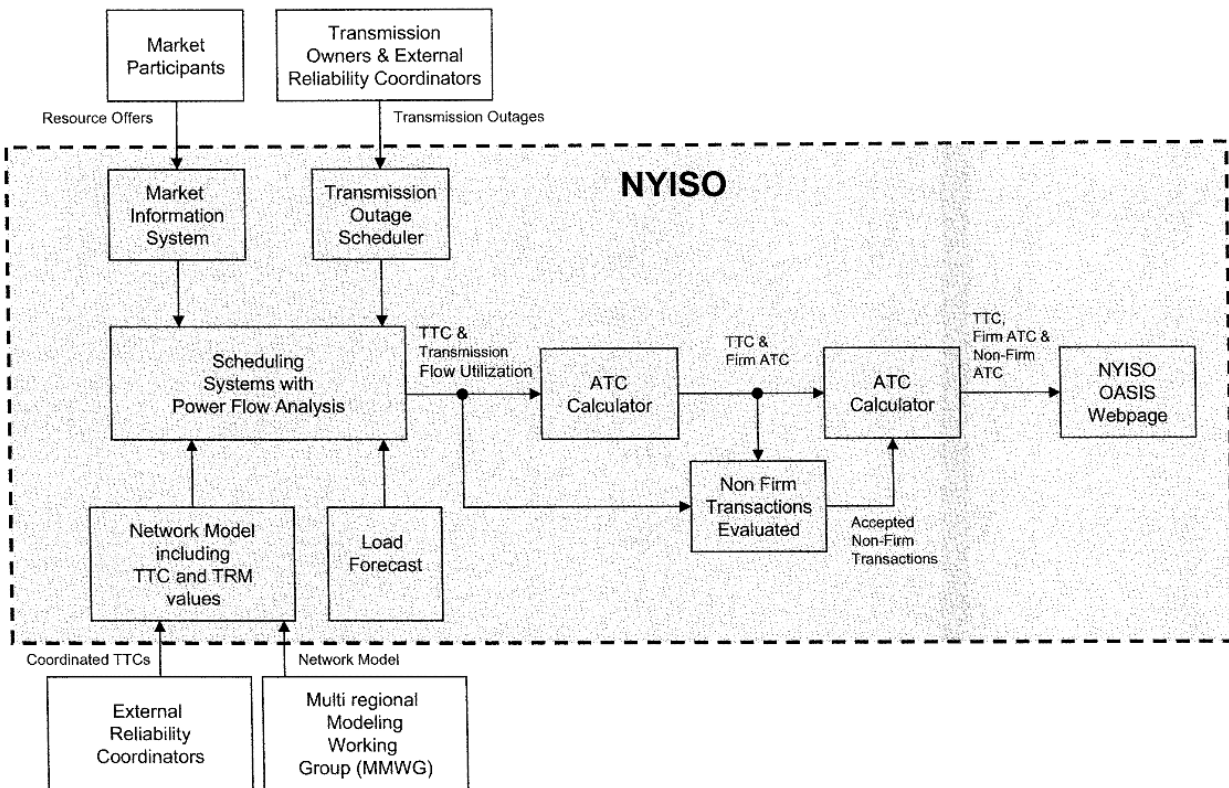 Market
Participants
Transmission
Owners & External
Reliability Coordinators
Resource Offers
Transmission Outages
NYISO
Market
Information
System
Transmission
Outage
Scheduler
Scheduling
Systems with
Power Flow Analysis
TTC &
Transmission
Flow Utilization
ATC
Calculator
TTC &
Firm ATC
ATC
Calculator
TTC,
Firm ATC &
Non-Firm
ATC
NYISO
OASIS
Webpage
Network Model
including
TTC and TRM
values
Load
Forecast
Non Firm
Transactions
Evaluated
Accepted
Non-Firm
Transactions
Coordinated TTCs
Network Model
External
Reliability
Coordinators
Multi regional
Modeling
Working
Group (MMWG)